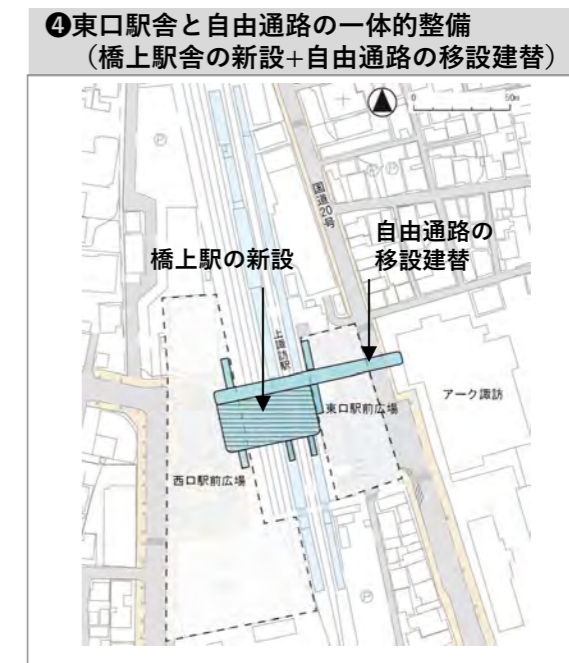 ❹東口駅舎と自由通路の一体的整備
（橋上駅舎の新設+自由通路の移設建替）
0 50m
Ⓟ
Ⓟ
国道20号
自由通路の
移設建替
橋上駅の新設
上諏訪駅
アーク諏訪
東口駅前広場
西口駅前広場
Ⓟ